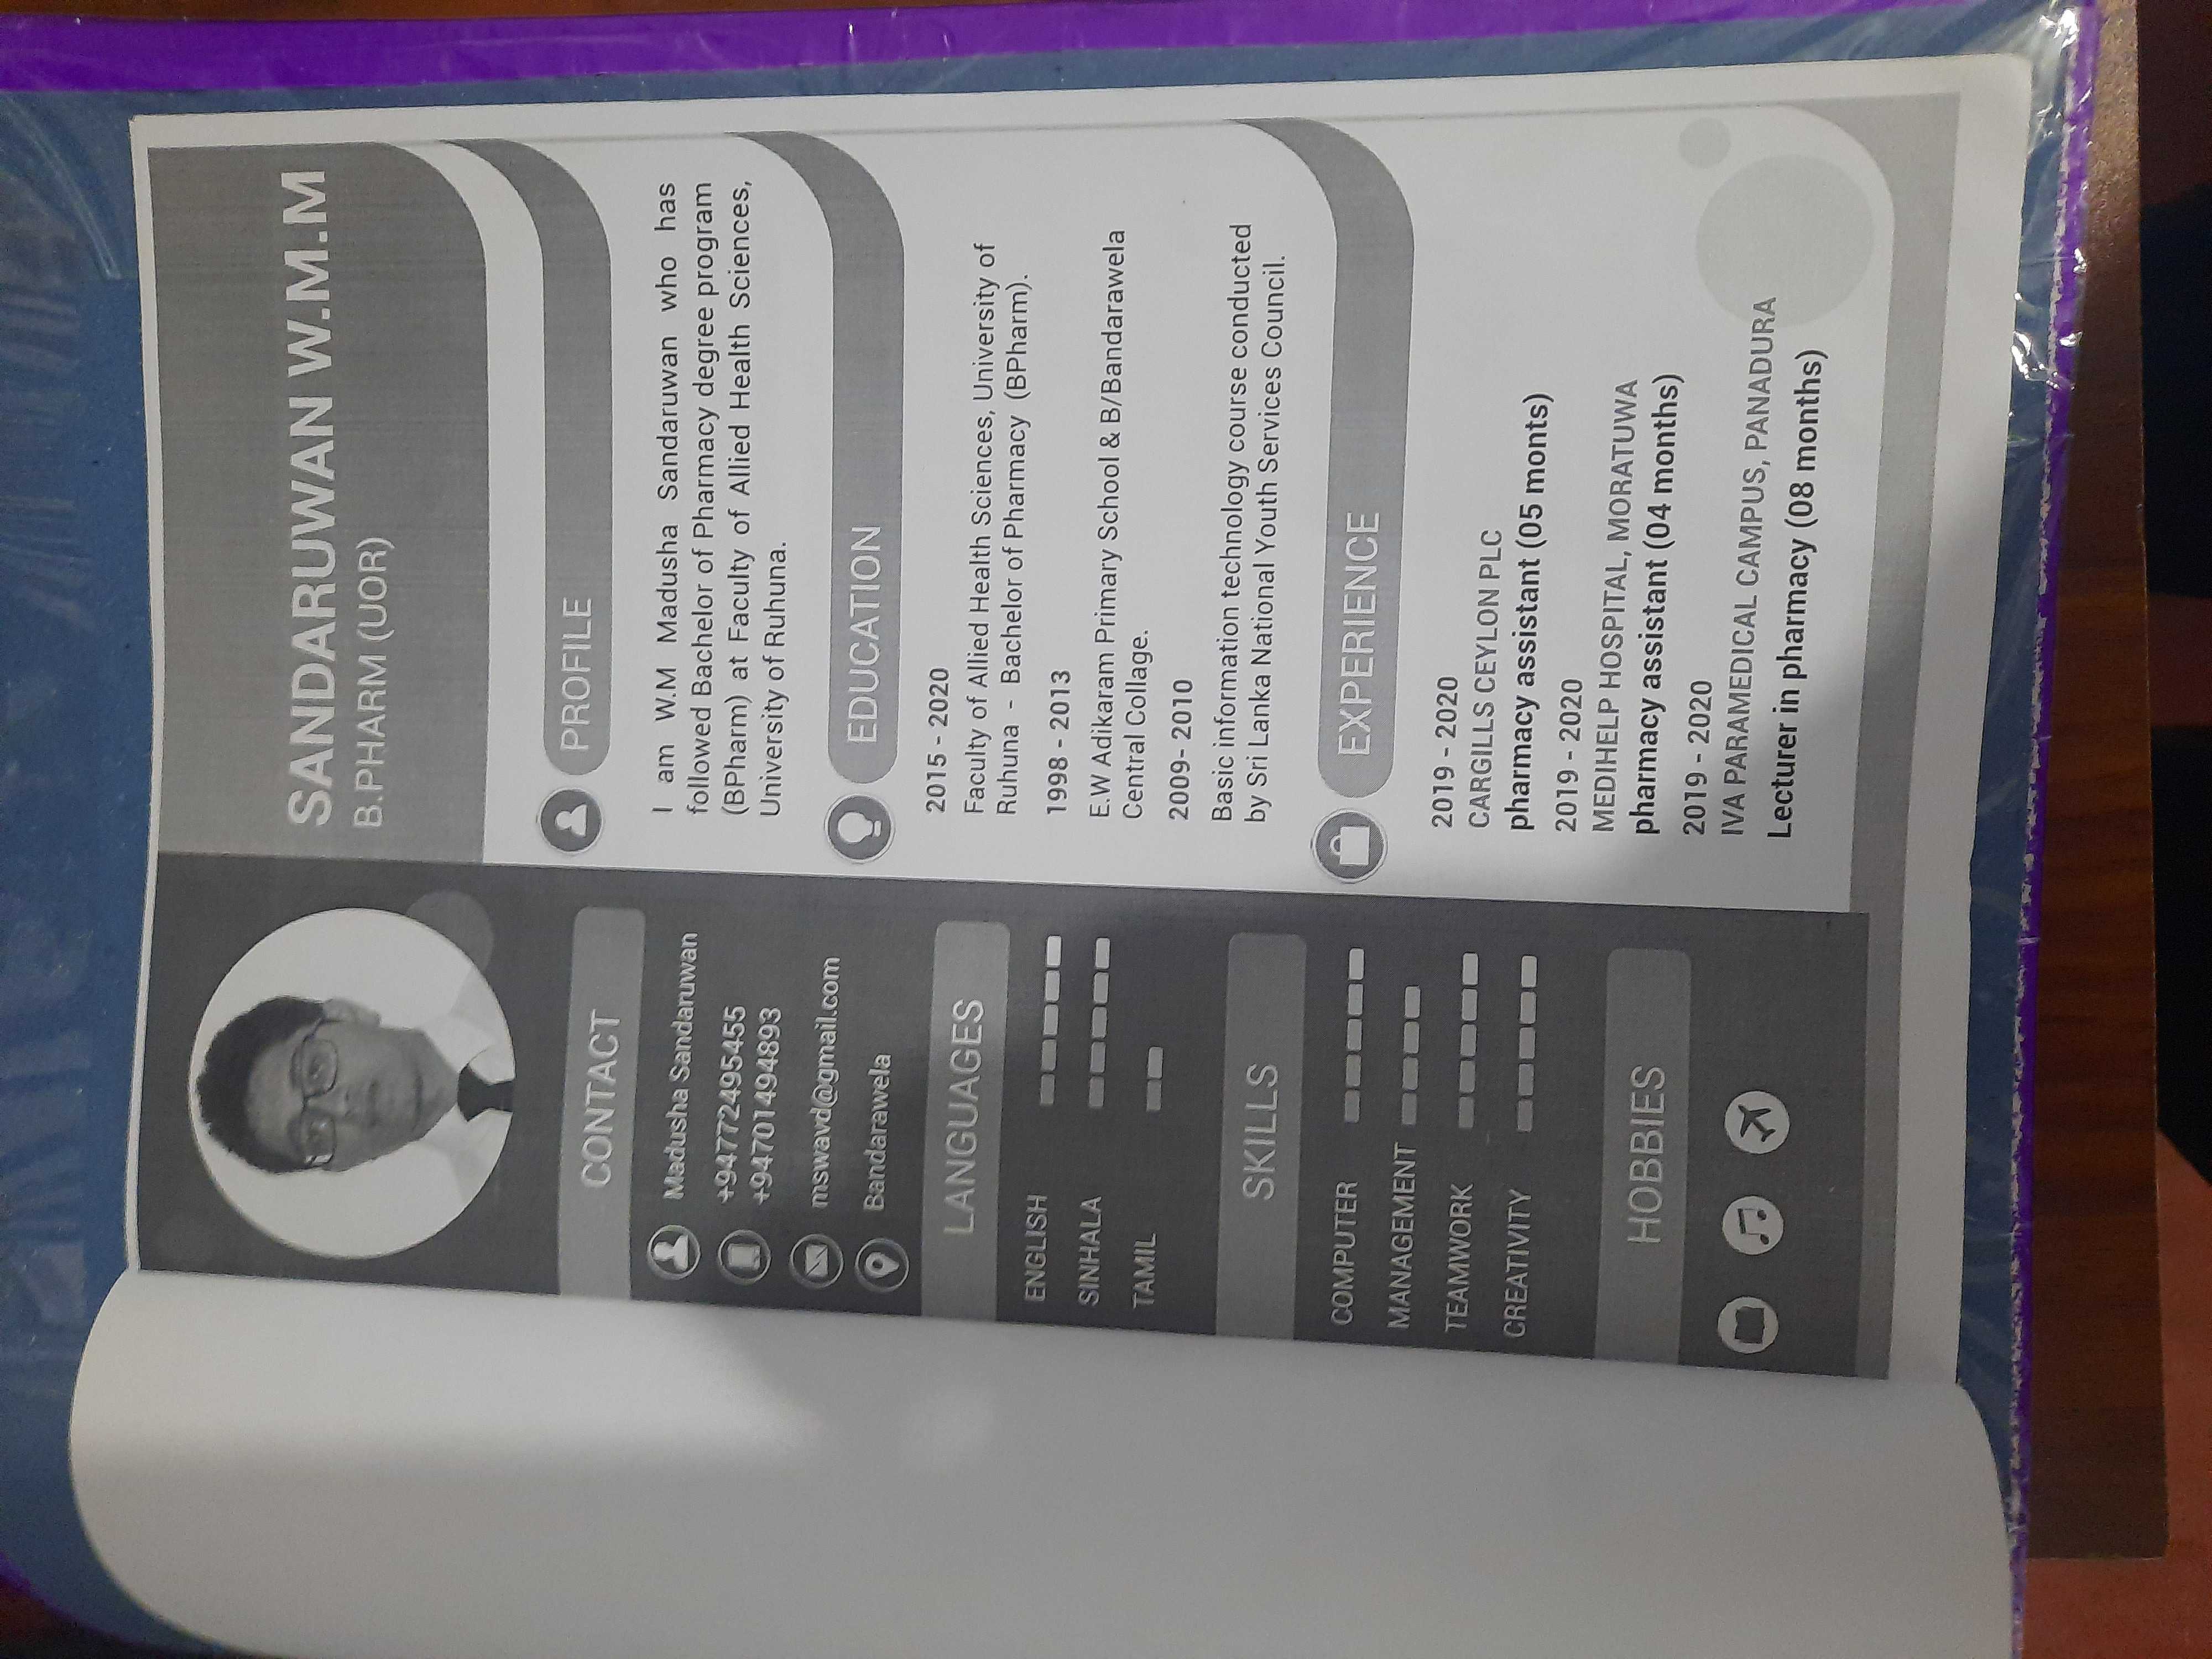 SANDARUWAN W.M.M
B.PHARM (UOR)
CONTACT
Madusha Sandaruwan
+94772495455
+94701494893
mswavd@gmail.com
Bandarawela
LANGUAGES
ENGLISH
SINHALA
TAMIL
SKILLS
COMPUTER
MANAGEMENT
TEAMWORK
CREATIVITY
HOBBIES
PROFILE
I am W.M Madusha Sandaruwan who has
followed Bachelor of Pharmacy degree program
(BPharm) at Faculty of Allied Health Sciences,
University of Ruhuna.
EDUCATION
2015 - 2020
Faculty of Allied Health Sciences, University of
Ruhuna - Bachelor of Pharmacy (BPharm).
1998 - 2013
E.W Adikaram Primary School & B/Bandarawela
Central Collage.
2009- 2010
Basic information technology course conducted
by Sri Lanka National Youth Services Council.
EXPERIENCE
2019 - 2020
CARGILLS CEYLON PLC
pharmacy assistant (05 monts)
2019 - 2020
MEDIHELP HOSPITAL, MORATUWA
pharmacy assistant (04 months)
2019 - 2020
IVA PARAMEDICAL CAMPUS, PANADURA
Lecturer in pharmacy (08 months)